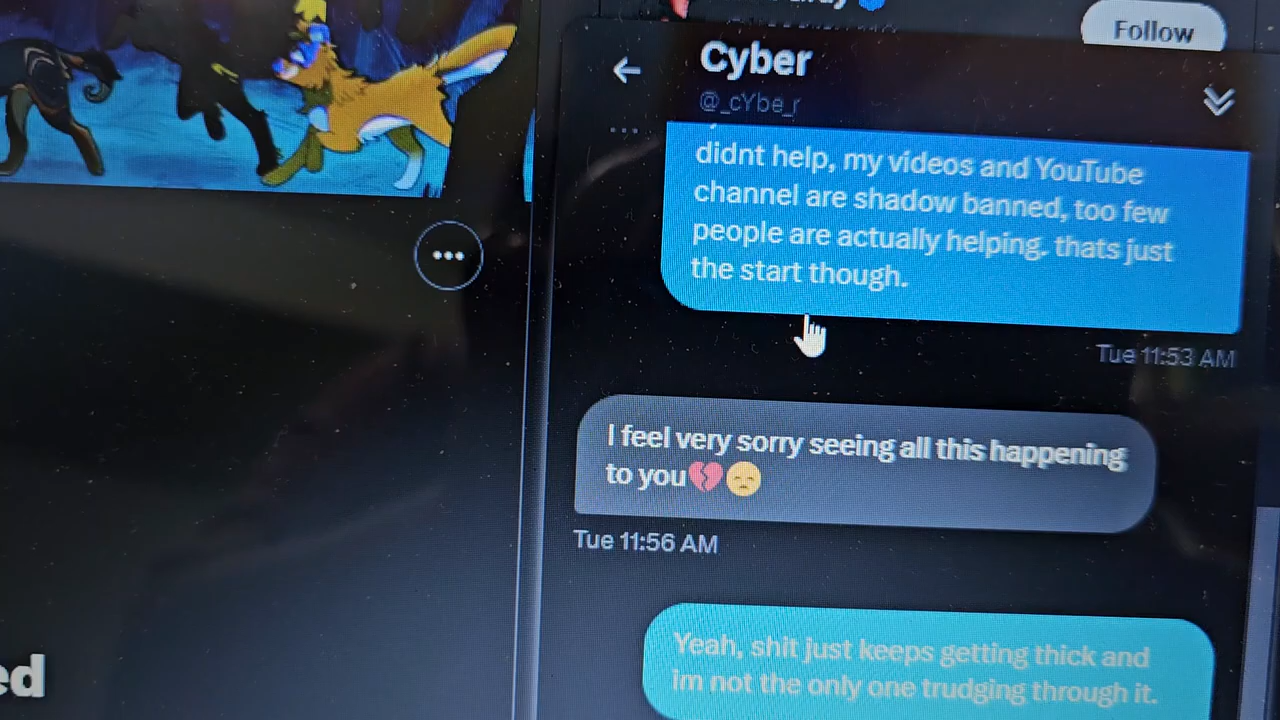 Follow
Cyber
@_cYbe_r
didnt help, my videos and YouTube
channel are shadow banned, too few
people are actually helping. thats just
the start though.
Tue 11:53 AM
I feel very sorry seeing all this happening
to you💔😞
Tue 11:56 AM
Yeah, shit just keeps getting thick and
im not the only one trudging through it.
ed